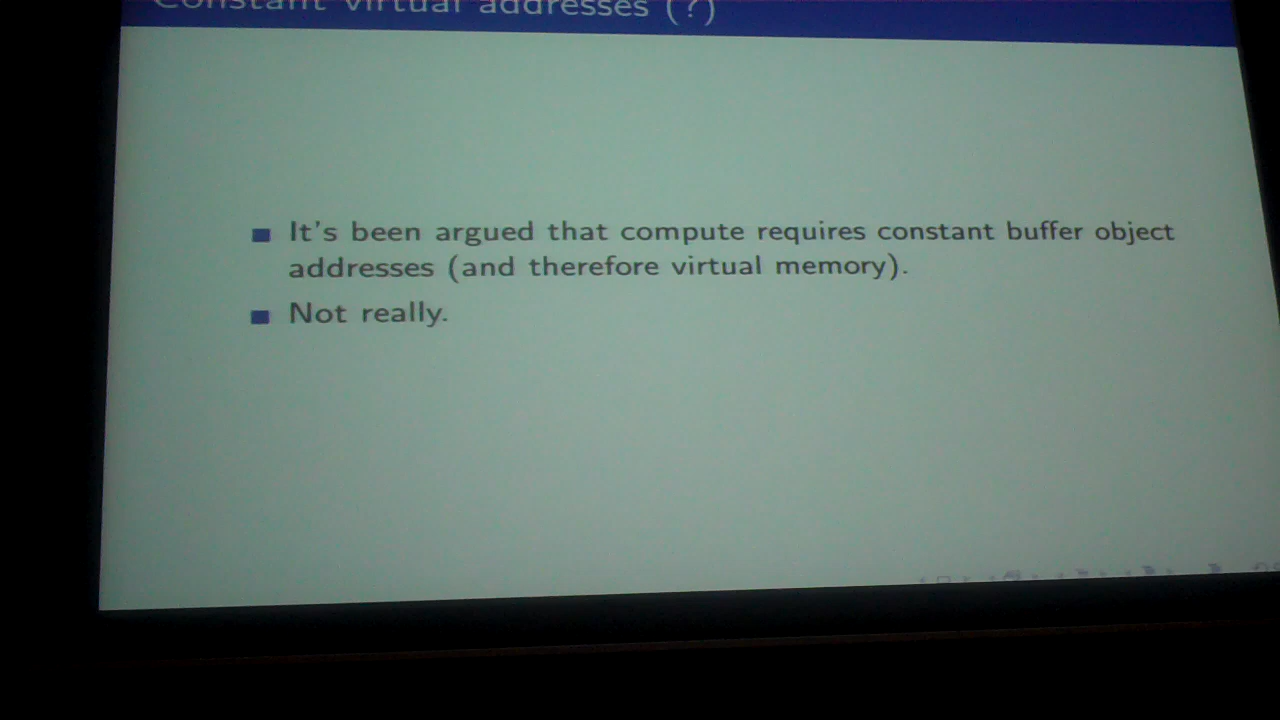 Constant virtual addresses (?)
It's been argued that compute requires constant buffer object
addresses (and therefore virtual memory).
Not really.